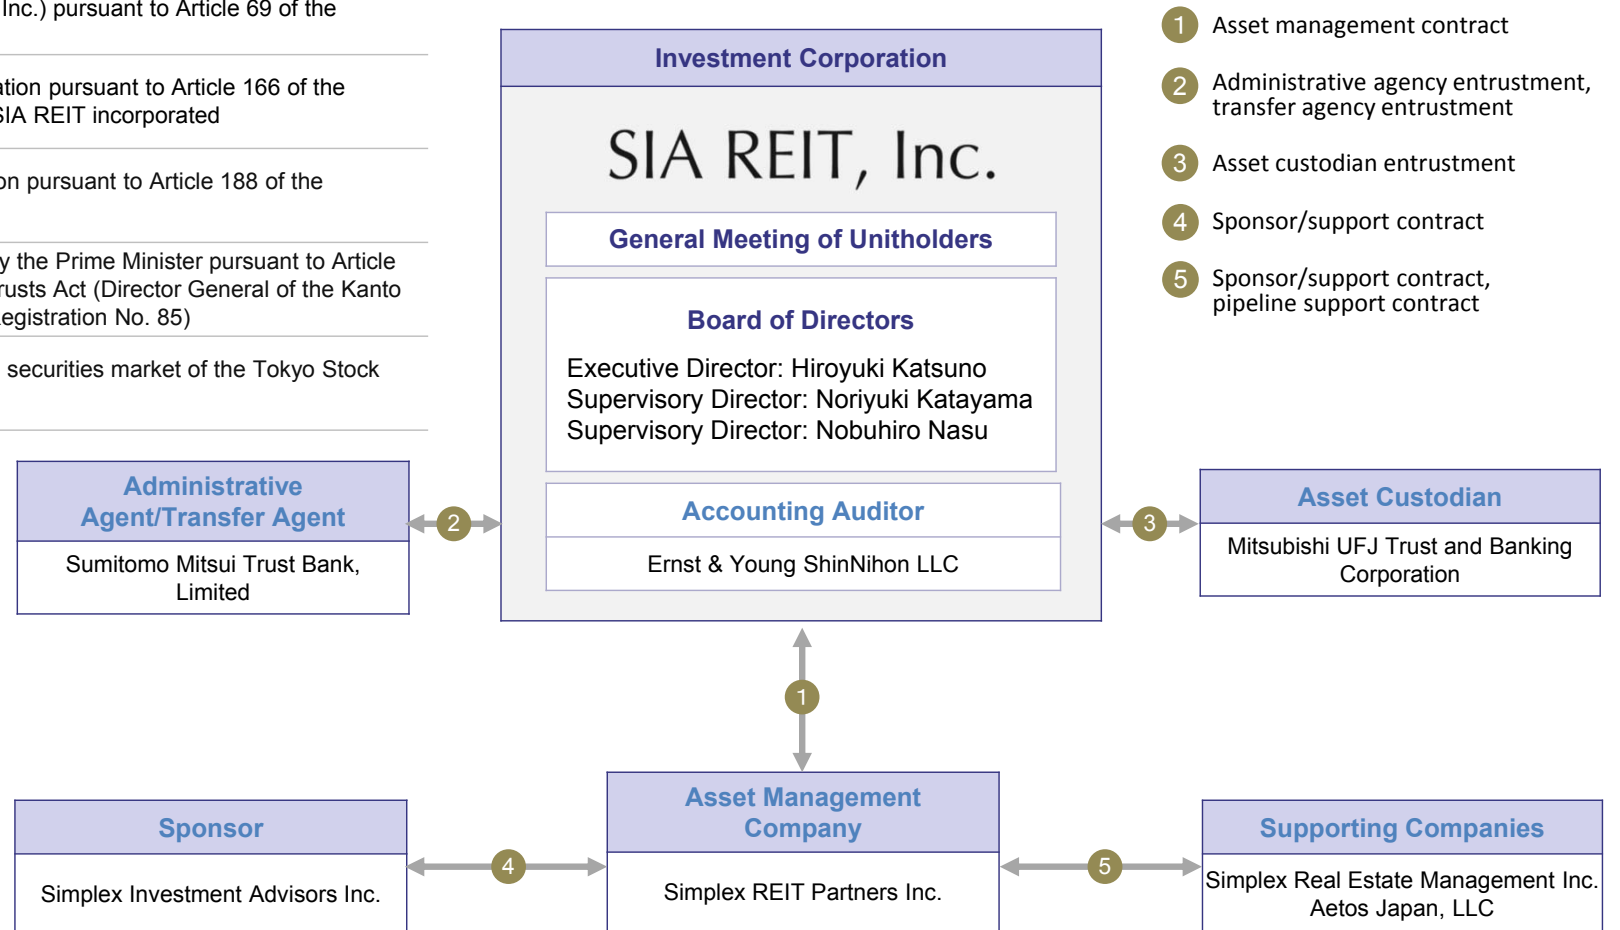 Inc.) pursuant to Article 69 of the
ation pursuant to Article 166 of the
SIA REIT incorporated
on pursuant to Article 188 of the
y the Prime Minister pursuant to Article
rusts Act (Director General of the Kanto
egistration No. 85)
securities market of the Tokyo Stock
Investment Corporation
SIA REIT, Inc.
General Meeting of Unitholders
Board of Directors
Executive Director: Hiroyuki Katsuno
Supervisory Director: Noriyuki Katayama
Supervisory Director: Nobuhiro Nasu
Accounting Auditor
Ernst & Young ShinNihon LLC
1 Asset management contract
2 Administrative agency entrustment,
transfer agency entrustment
3 Asset custodian entrustment
4 Sponsor/support contract
5 Sponsor/support contract,
pipeline support contract
Administrative
Agent/Transfer Agent
Sumitomo Mitsui Trust Bank,
Limited
2
3
Asset Custodian
Mitsubishi UFJ Trust and Banking
Corporation
1
Sponsor
Simplex Investment Advisors Inc.
4
Asset Management
Company
Simplex REIT Partners Inc.
5
Supporting Companies
Simplex Real Estate Management Inc.
Aetos Japan, LLC